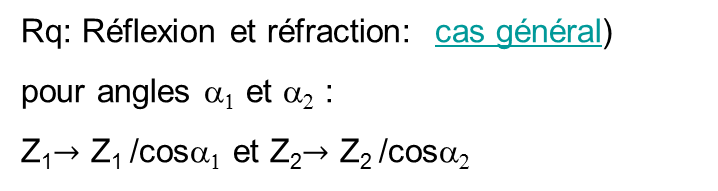 Rq: Réflexion et réfraction: cas général)
pour angles α₁ et α₂ :
Z₁→ Z₁ /cosα₁ et Z₂→ Z₂ /cosα₂